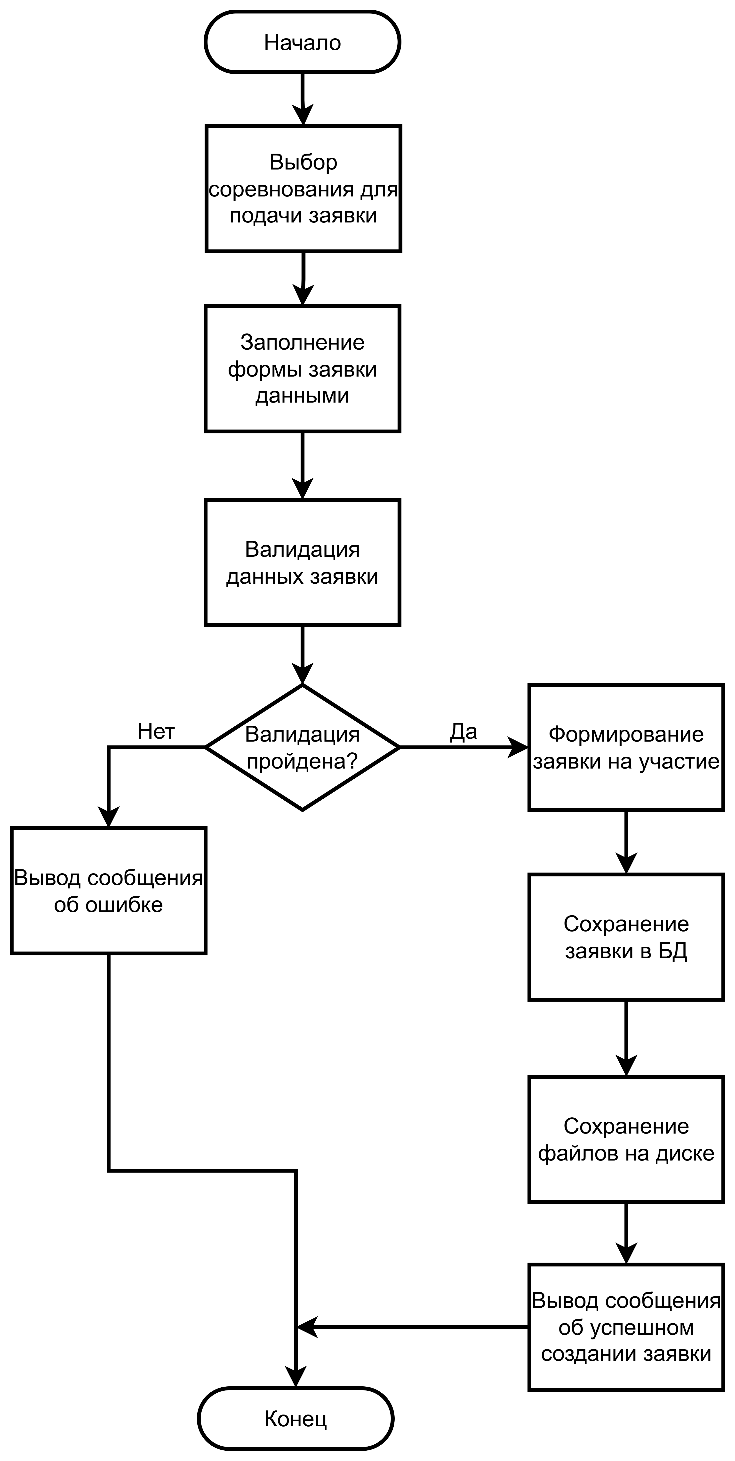 Начало
Выбор
соревнования для
подачи заявки
Заполнение
формы заявки
данными
Валидация
данных заявки
Валидация
пройдена?
Нет
Да
Формирование
заявки на участие
Вывод сообщения
об ошибке
Сохранение
заявки в БД
Сохранение
файлов на диске
Вывод сообщения
об успешном
создании заявки
Конец